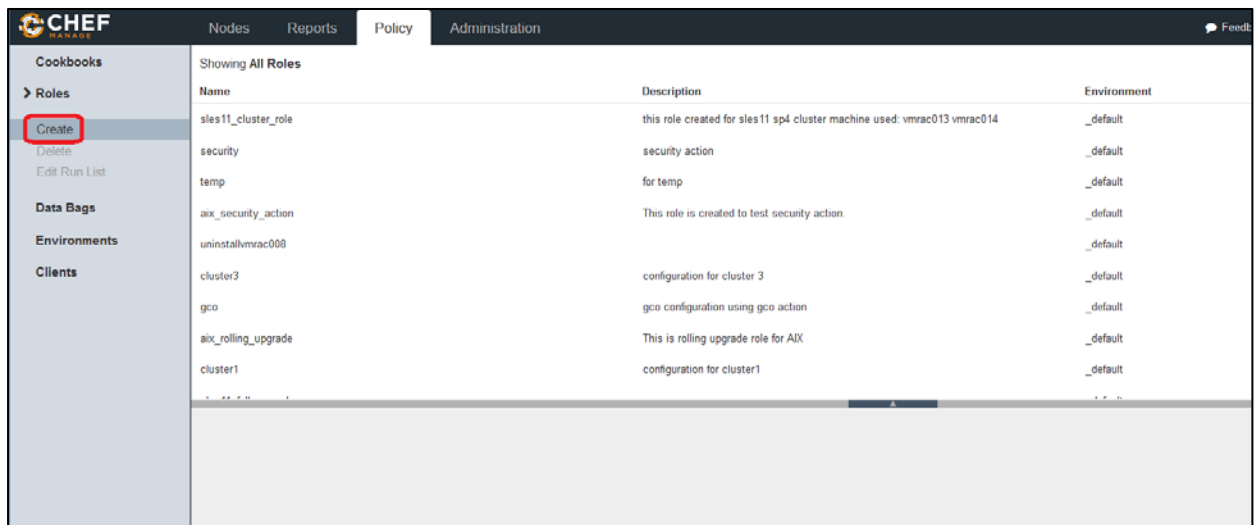 CHEF
MANAGE
Nodes Reports Policy Administration
Feedb
Cookbooks
Roles
Create
Delete
Edit Run List
Data Bags
Environments
Clients
Showing All Roles
Name Description Environment
sles11_cluster_role this role created for sles11 sp4 cluster machine used: vmrac013 vmrac014 _default
security security action _default
temp for temp _default
aix_security_action This role is created to test security action. _default
uninstallvmrac008 _default
cluster3 configuration for cluster 3 _default
gco gco configuration using gco action _default
aix_rolling_upgrade This is rolling upgrade role for AIX _default
cluster1 configuration for cluster1 _default